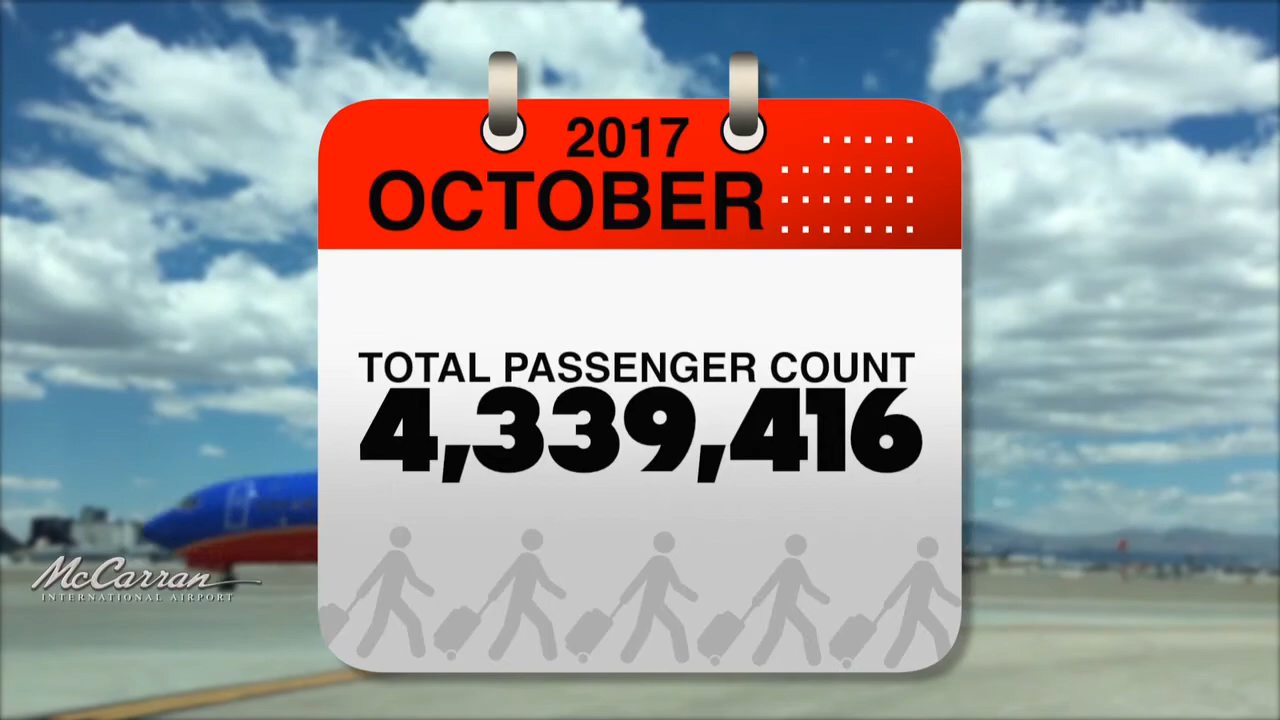 2017
OCTOBER
TOTAL PASSENGER COUNT
4,339,416
McCarran
INTERNATIONAL AIRPORT